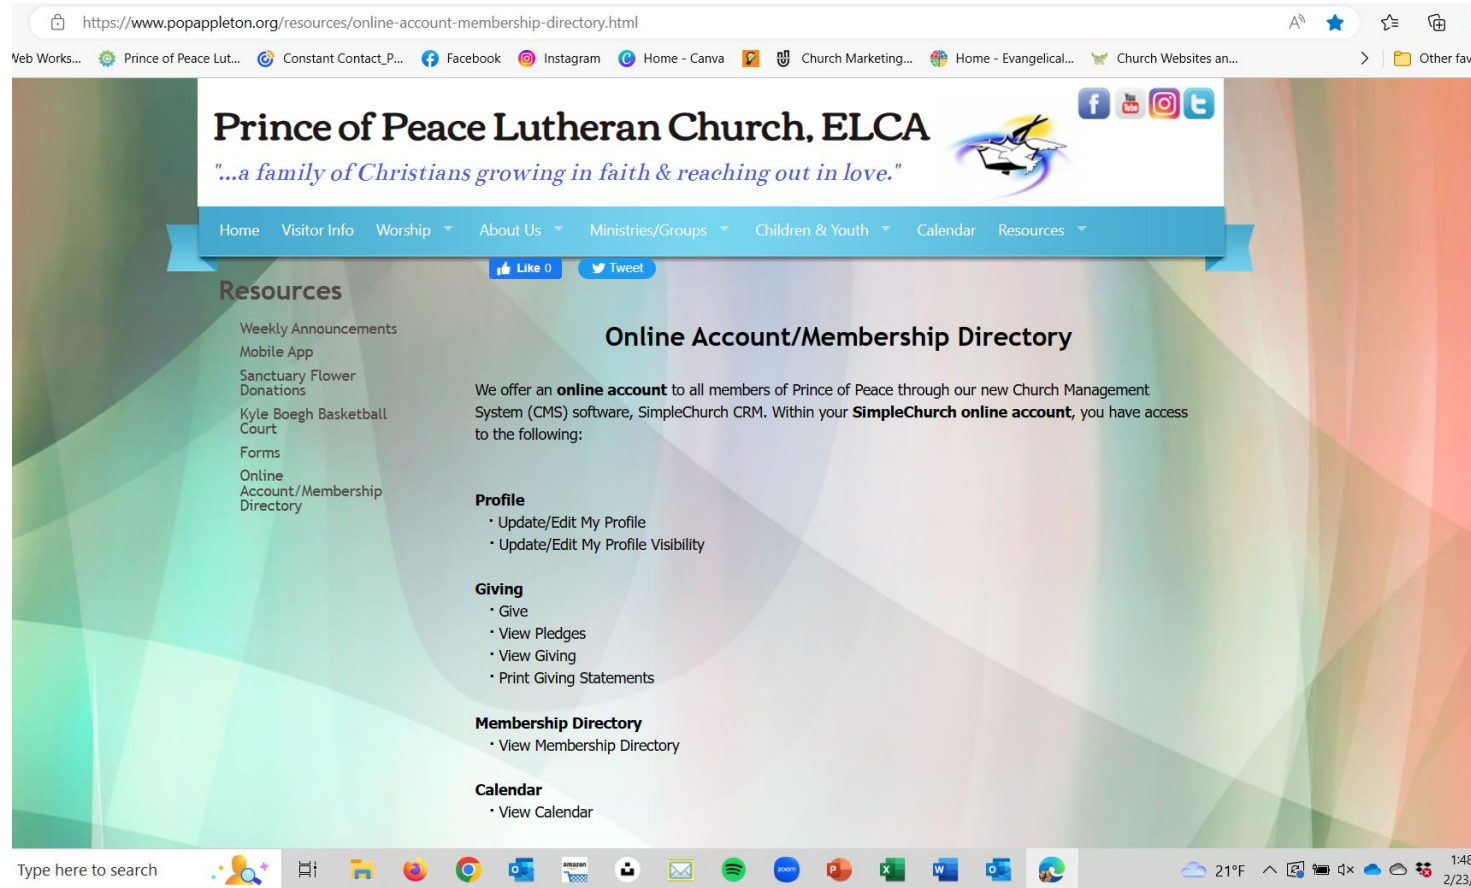 https://www.popappleton.org/resources/online-account-membership-directory.html
Web Works... Prince of Peace Lut... Constant Contact_P... Facebook Instagram Home - Canva Church Marketing... Home - Evangelical... Church Websites an... Other fav
Prince of Peace Lutheran Church, ELCA
"...a family of Christians growing in faith & reaching out in love."
Home Visitor Info Worship About Us Ministries/Groups Children & Youth Calendar Resources
Like 0 Tweet
Resources
Weekly Announcements
Mobile App
Sanctuary Flower
Donations
Kyle Boegh Basketball
Court
Forms
Online
Account/Membership
Directory
Online Account/Membership Directory
We offer an online account to all members of Prince of Peace through our new Church Management
System (CMS) software, SimpleChurch CRM. Within your SimpleChurch online account, you have access
to the following:
Profile
· Update/Edit My Profile
· Update/Edit My Profile Visibility
Giving
· Give
· View Pledges
· View Giving
· Print Giving Statements
Membership Directory
· View Membership Directory
Calendar
· View Calendar
Type here to search amazon zoom 21°F 1:48
2/23,